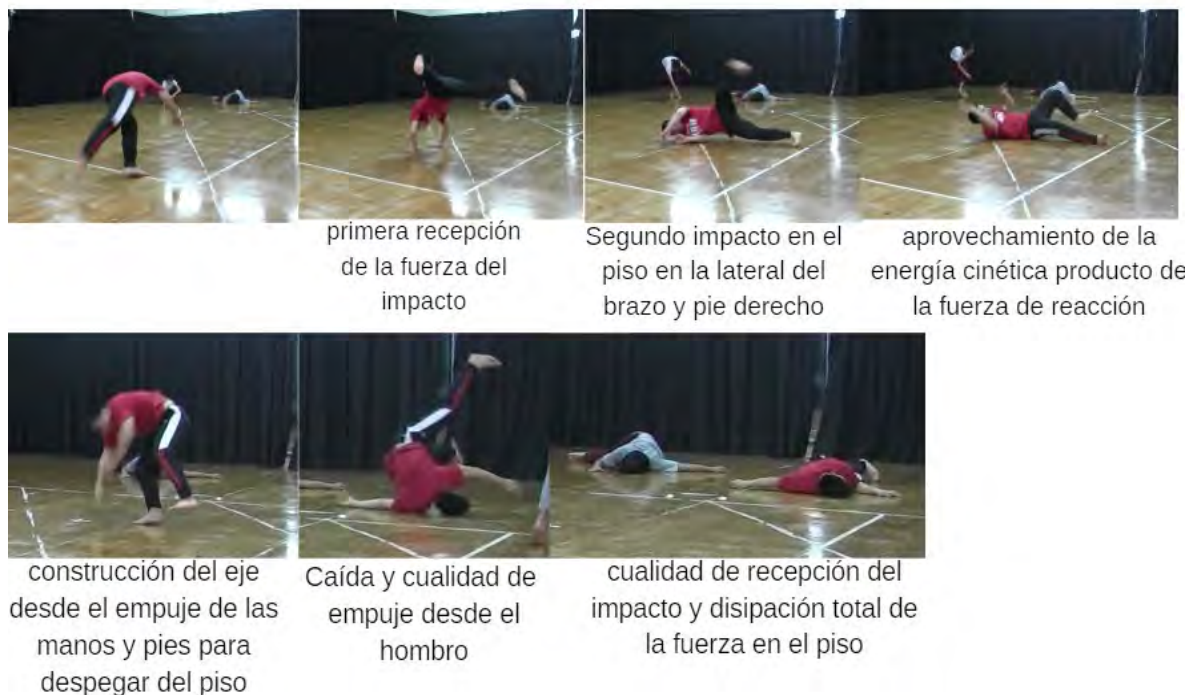 primera recepción
de la fuerza del
impacto
Segundo impacto en el
piso en la lateral del
brazo y pie derecho
aprovechamiento de la
energía cinética producto de
la fuerza de reacción
construcción del eje
desde el empuje de las
manos y pies para
despegar del piso
Caída y cualidad de
empuje desde el
hombro
cualidad de recepción del
impacto y disipación total de
la fuerza en el piso